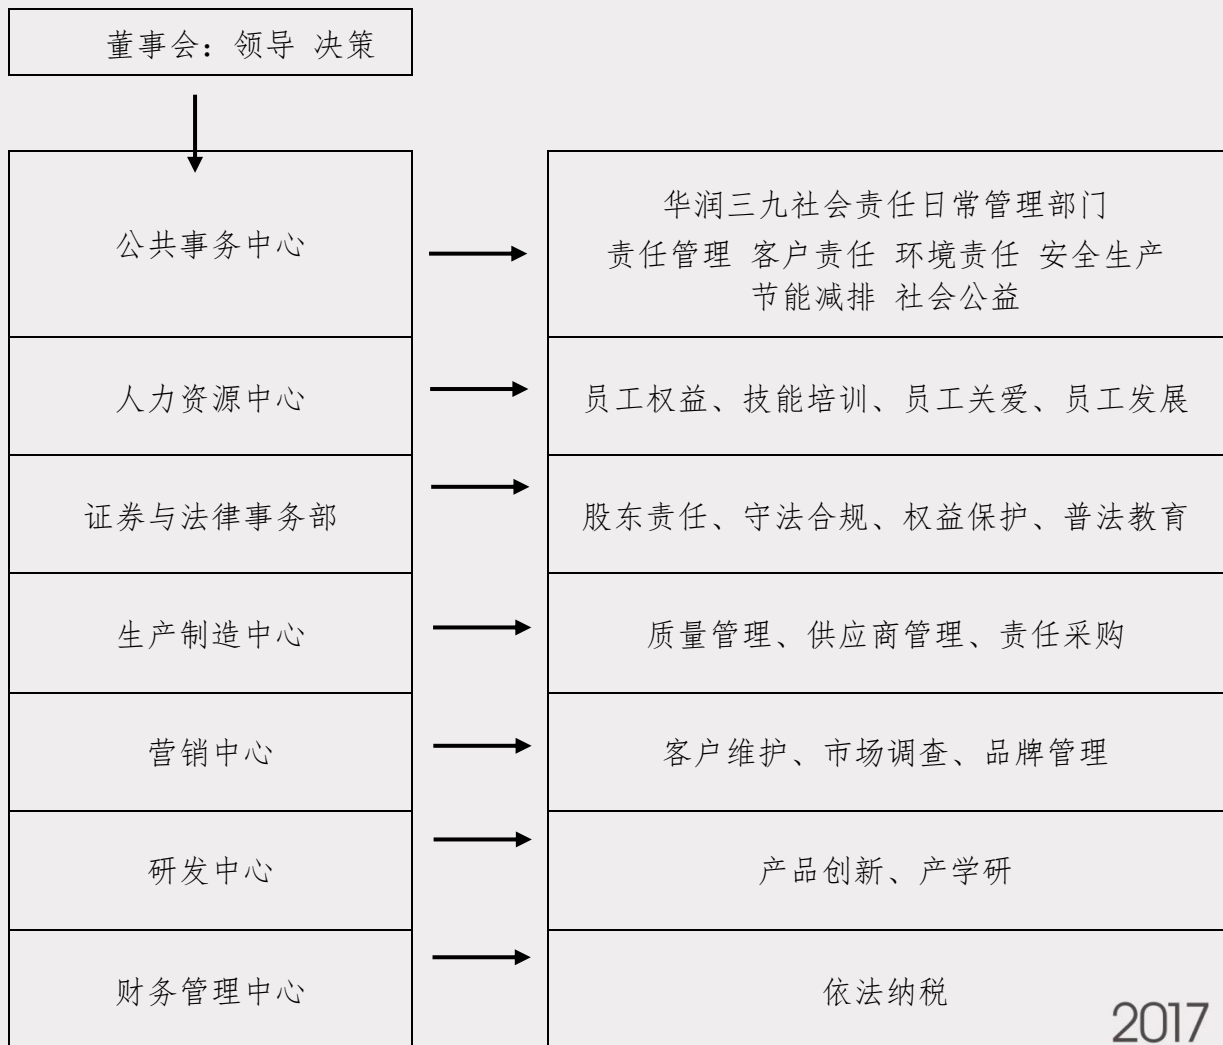 董事会：领导 决策
公共事务中心
华润三九社会责任日常管理部门
责任管理 客户责任 环境责任 安全生产
节能减排 社会公益
人力资源中心
员工权益、技能培训、员工关爱、员工发展
证券与法律事务部
股东责任、守法合规、权益保护、普法教育
生产制造中心
质量管理、供应商管理、责任采购
营销中心
客户维护、市场调查、品牌管理
研发中心
产品创新、产学研
财务管理中心
依法纳税
2017